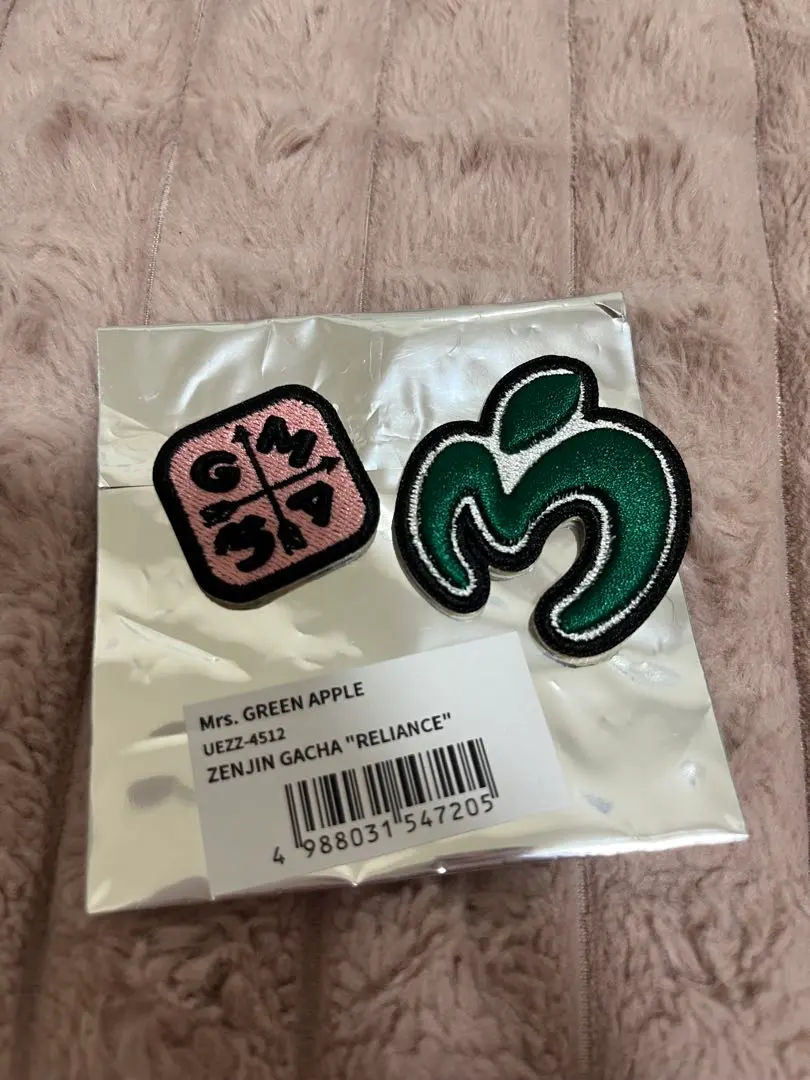 G M
M A
Mrs. GREEN APPLE
UEZZ-4512
ZENJIN GACHA "RELIANCE"
4 988031 547205